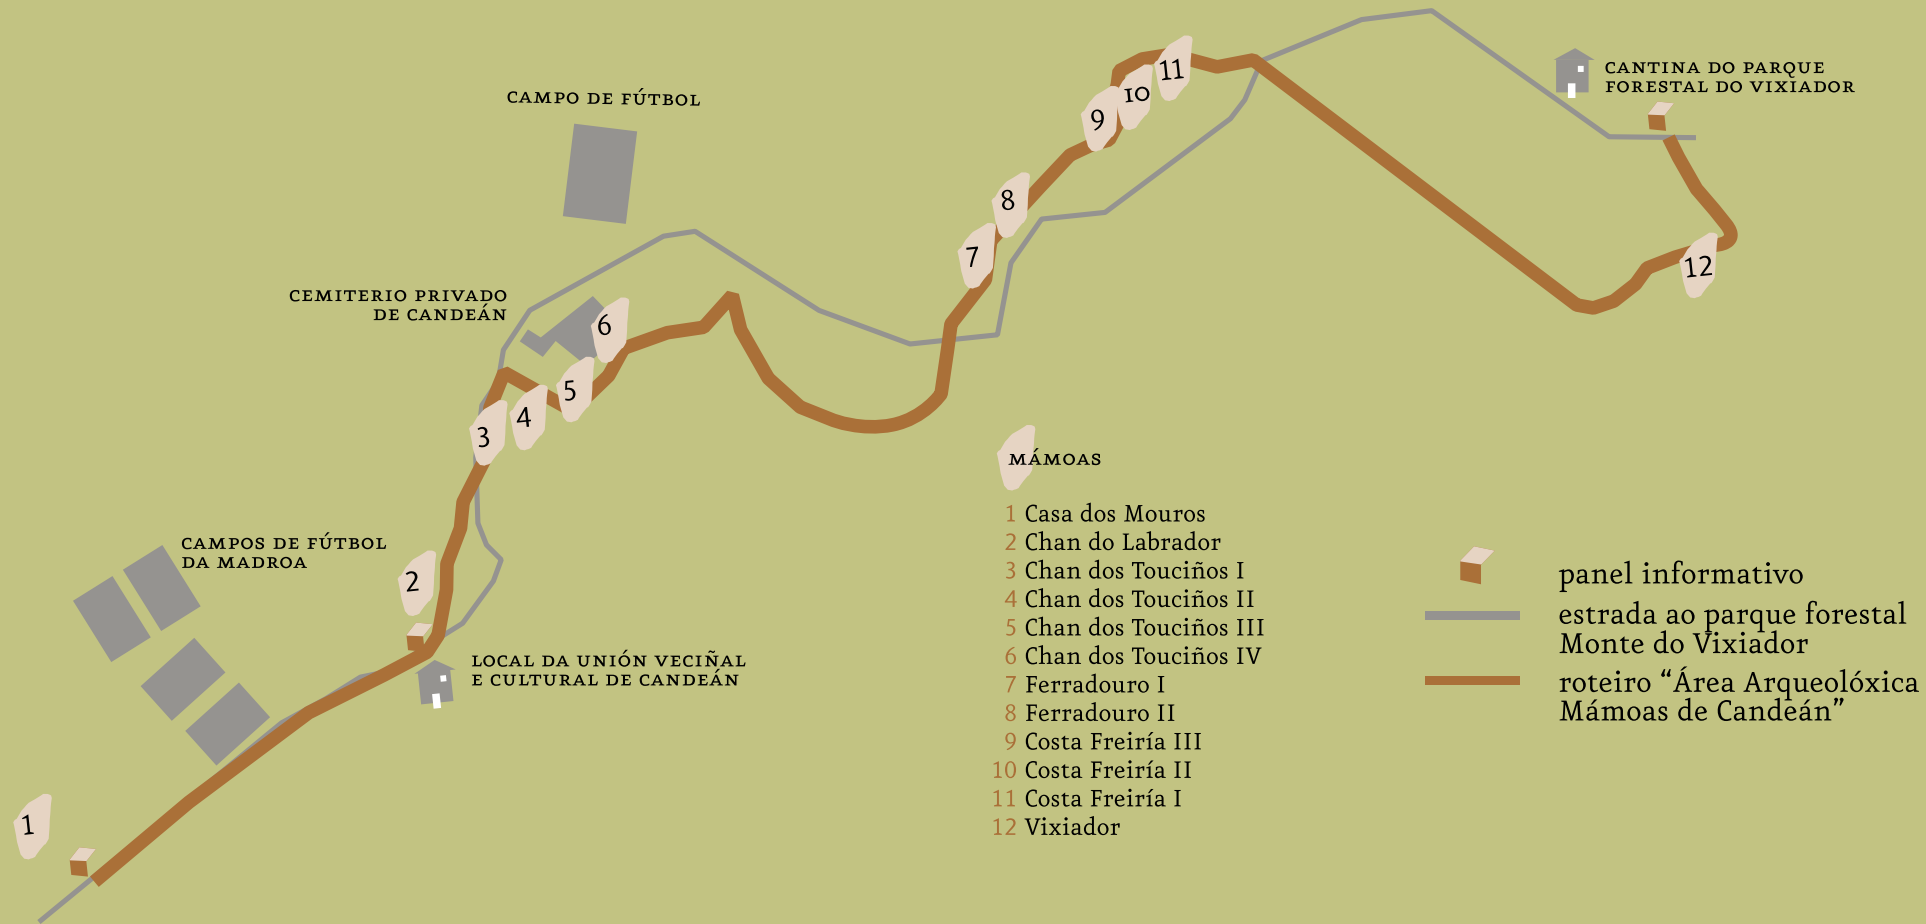 CAMPO DE FÚTBOL
CANTINA DO PARQUE
FORESTAL DO VIXIADOR
11
10
9
8
7
12
CEMITERIO PRIVADO
DE CANDEÁN
6
5
4
3
2
1
CAMPOS DE FÚTBOL
DA MADROA
LOCAL DA UNIÓN VECIÑAL
E CULTURAL DE CANDEÁN
MÁMOAS
1 Casa dos Mouros
2 Chan do Labrador
3 Chan dos Touciños I
4 Chan dos Touciños II
5 Chan dos Touciños III
6 Chan dos Touciños IV
7 Ferradouro I
8 Ferradouro II
9 Costa Freiría III
10 Costa Freiría II
11 Costa Freiría I
12 Vixiador
panel informativo
estrada ao parque forestal
Monte do Vixiador
roteiro “Área Arqueolóxica
Mámoas de Candeán”